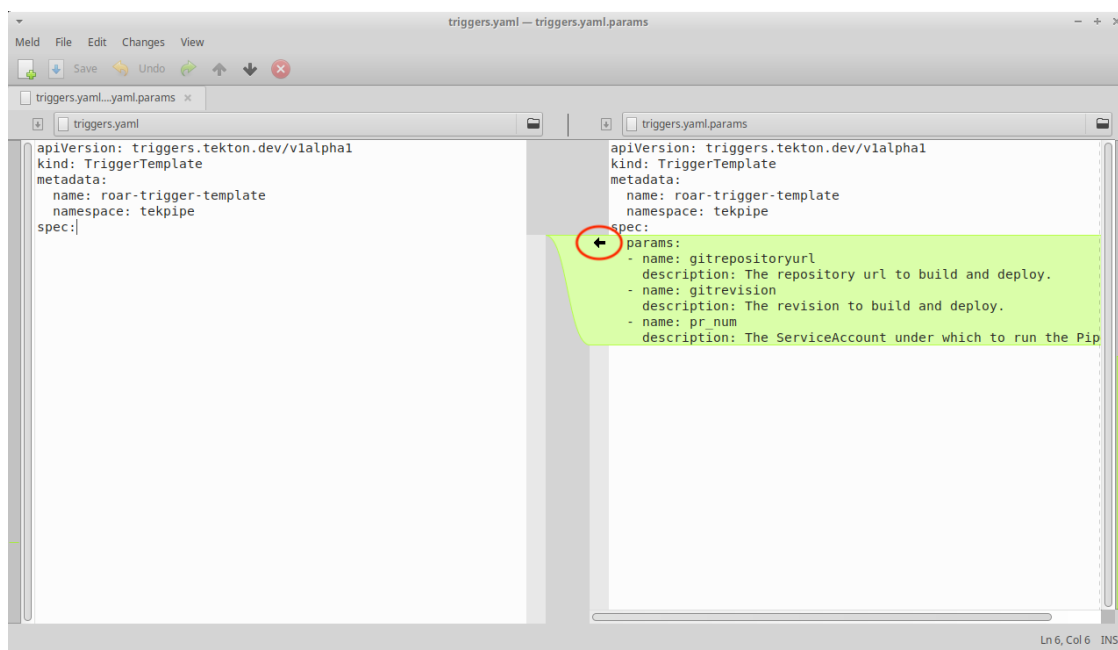 triggers.yaml — triggers.yaml.params
Meld File Edit Changes View
Save Undo
triggers.yaml....yaml.params
triggers.yaml
triggers.yaml.params
apiVersion: triggers.tekton.dev/v1alpha1
kind: TriggerTemplate
metadata:
  name: roar-trigger-template
  namespace: tekpipe
spec:
apiVersion: triggers.tekton.dev/v1alpha1
kind: TriggerTemplate
metadata:
  name: roar-trigger-template
  namespace: tekpipe
spec:
  params:
  - name: gitrepositoryurl
    description: The repository url to build and deploy.
  - name: gitrevision
    description: The revision to build and deploy.
  - name: pr_num
    description: The ServiceAccount under which to run the Pip
Ln 6, Col 6 INS